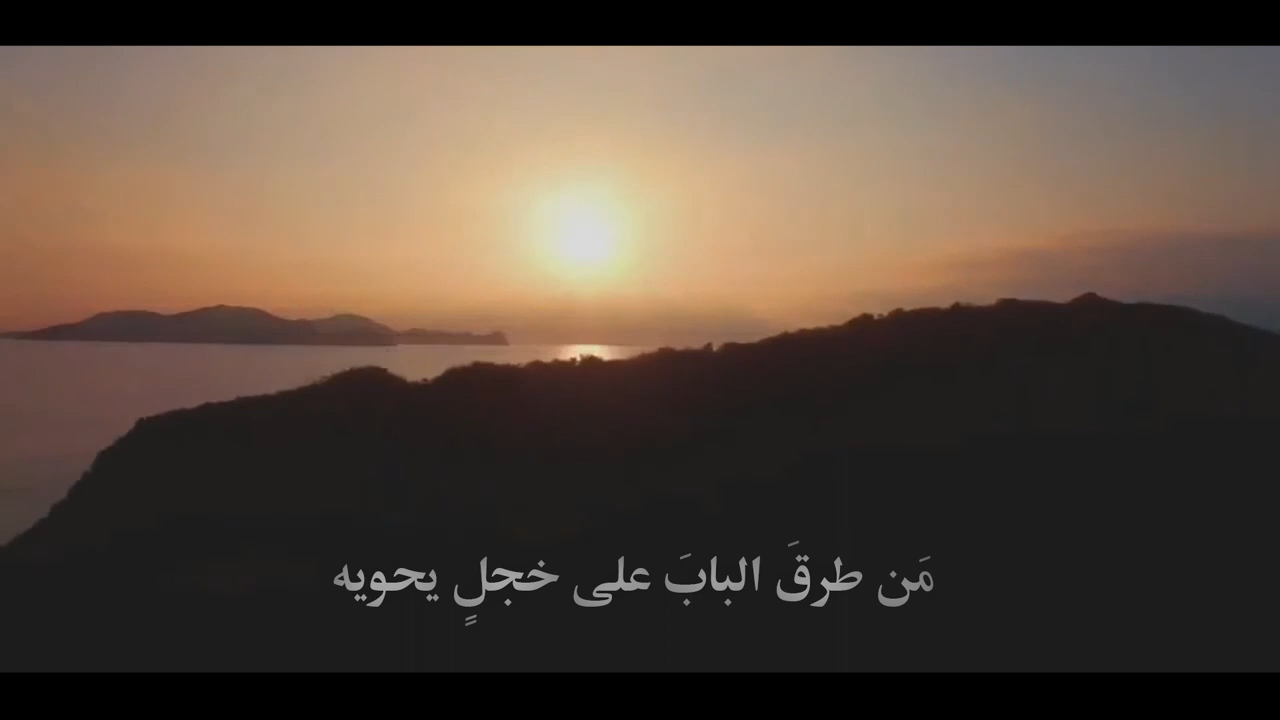 مَن طرقَ البابَ على خجلٍ يحويه